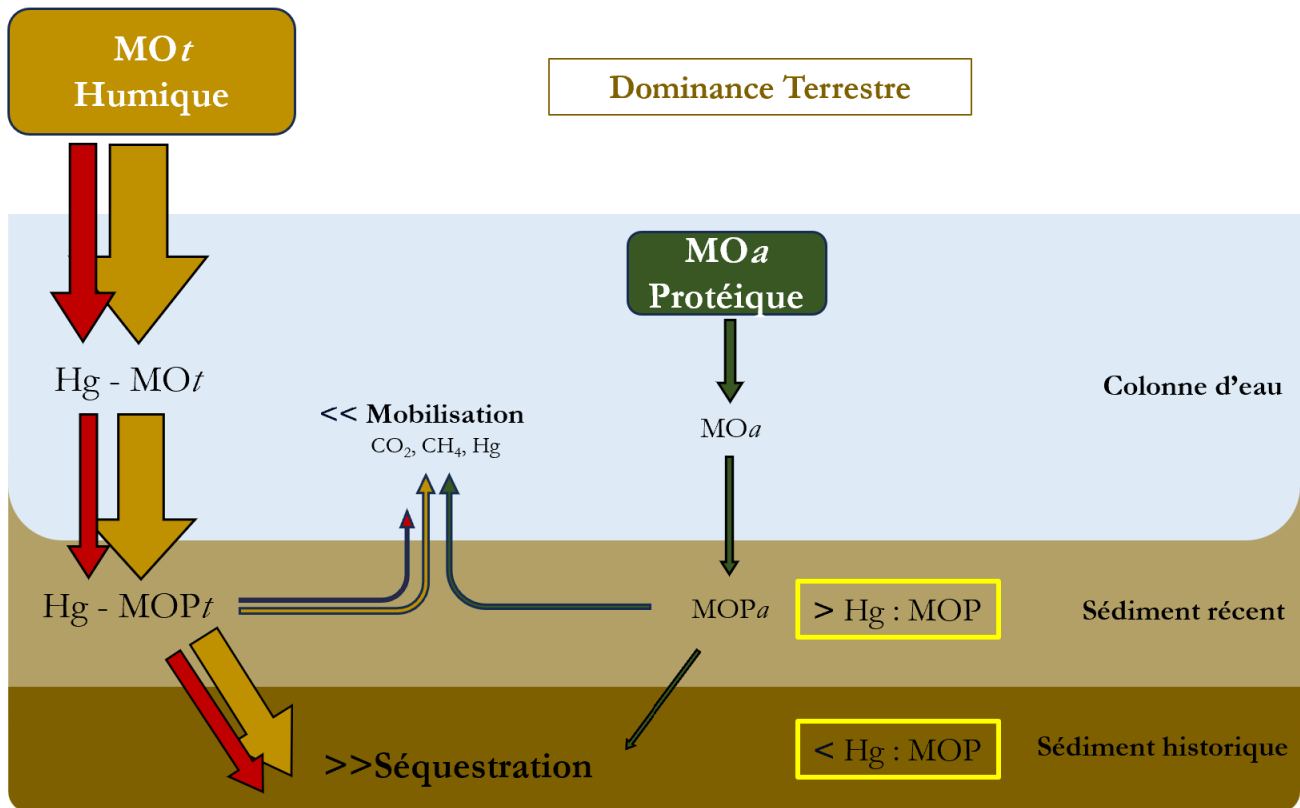 MOt
Humique
Dominance Terrestre
MOa
Protéique
Hg - MOt
Colonne d'eau
<< Mobilisation
CO₂, CH₄, Hg
MOa
Hg - MOPt
MOPa
> Hg : MOP
Sédiment récent
< Hg : MOP
Sédiment historique
>>Séquestration